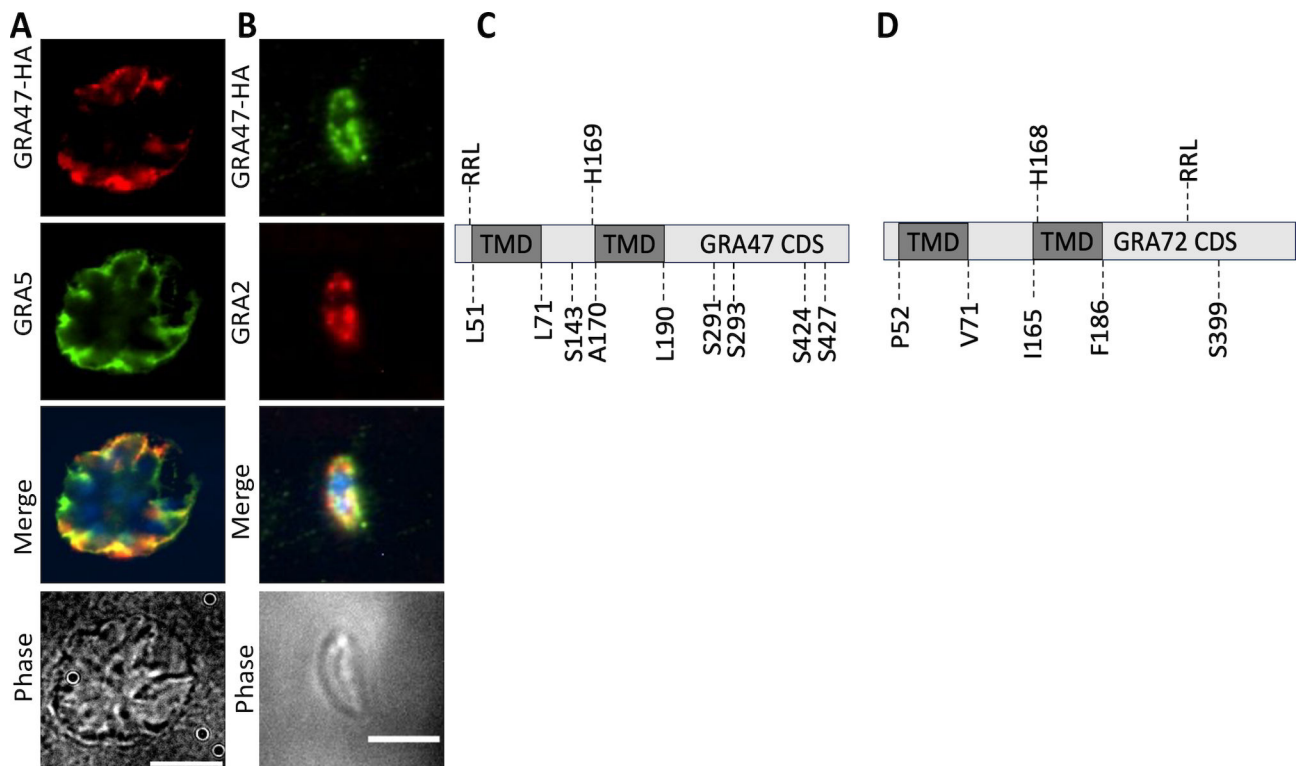 A
B
C
D
GRA47-HA
GRA5
Merge
Phase
GRA47-HA
GRA2
Merge
Phase
RRL
H169
TMD
TMD
GRA47 CDS
L51
L71
S143
A170
L190
S291
S293
S424
S427
H168
RRL
TMD
TMD
GRA72 CDS
P52
V71
I165
F186
S399